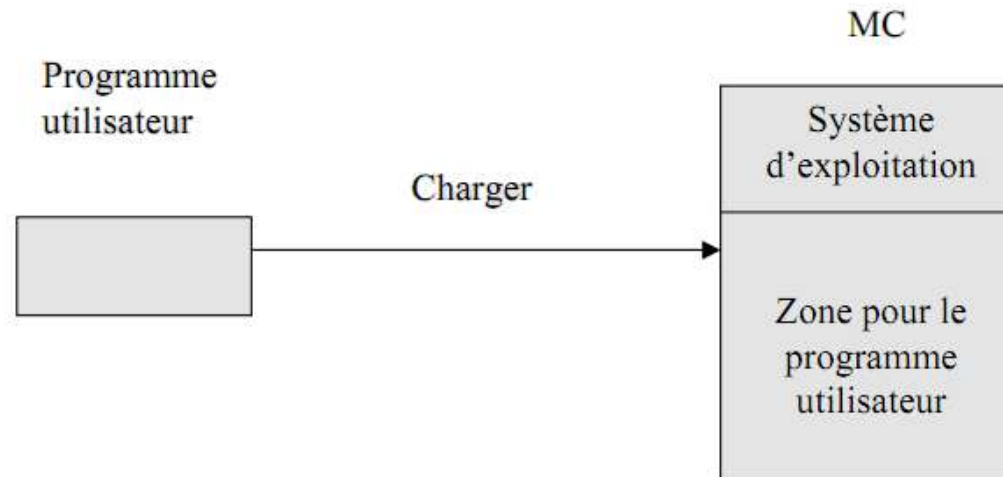 MC
Programme
utilisateur
Système
d'exploitation
Charger
Zone pour le
programme
utilisateur